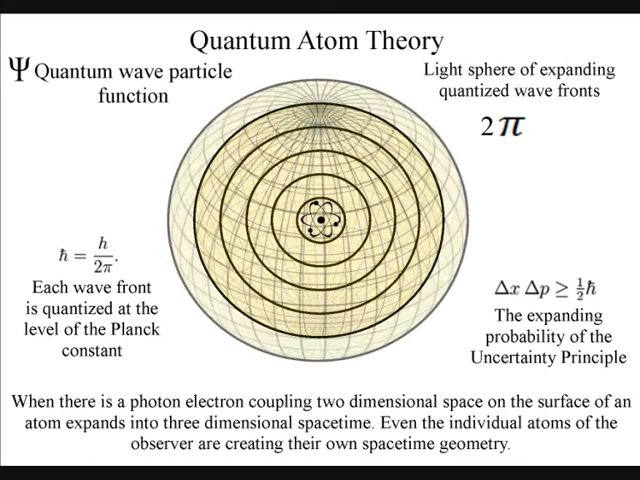 Quantum Atom Theory
Ψ Quantum wave particle
function
Light sphere of expanding
quantized wave fronts
2π
ħ = h/2π.
Each wave front
is quantized at the
level of the Planck
constant
Δx Δp ≥ ½ħ
The expanding
probability of the
Uncertainty Principle
When there is a photon electron coupling two dimensional space on the surface of an
atom expands into three dimensional spacetime. Even the individual atoms of the
observer are creating their own spacetime geometry.